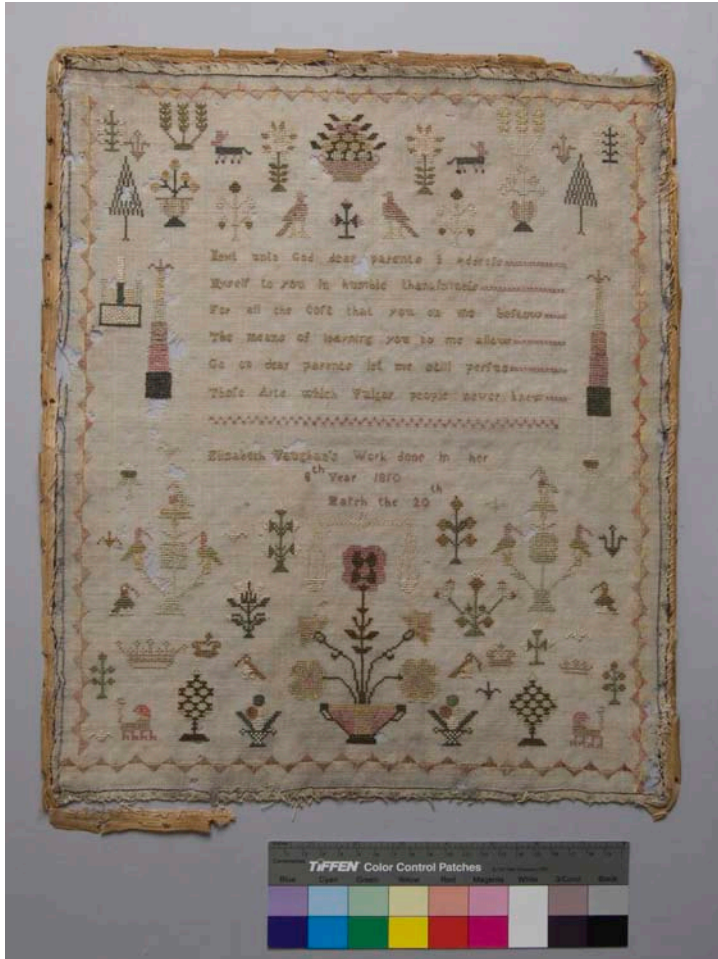 Next unto God dear parents I address
Myself to you in humble thankfulness
For all the Cost that you on me bestow
The means of learning you to me allow
Go on dear parents let me still pursue
Those Arts which Vulgar people never knew
Elizabeth Vaughan's Work done in her
th Year 1810
March the 20th
TIFFEN Color Control Patches
Blue Cyan Green Yellow Red Magenta White 3/Color Black